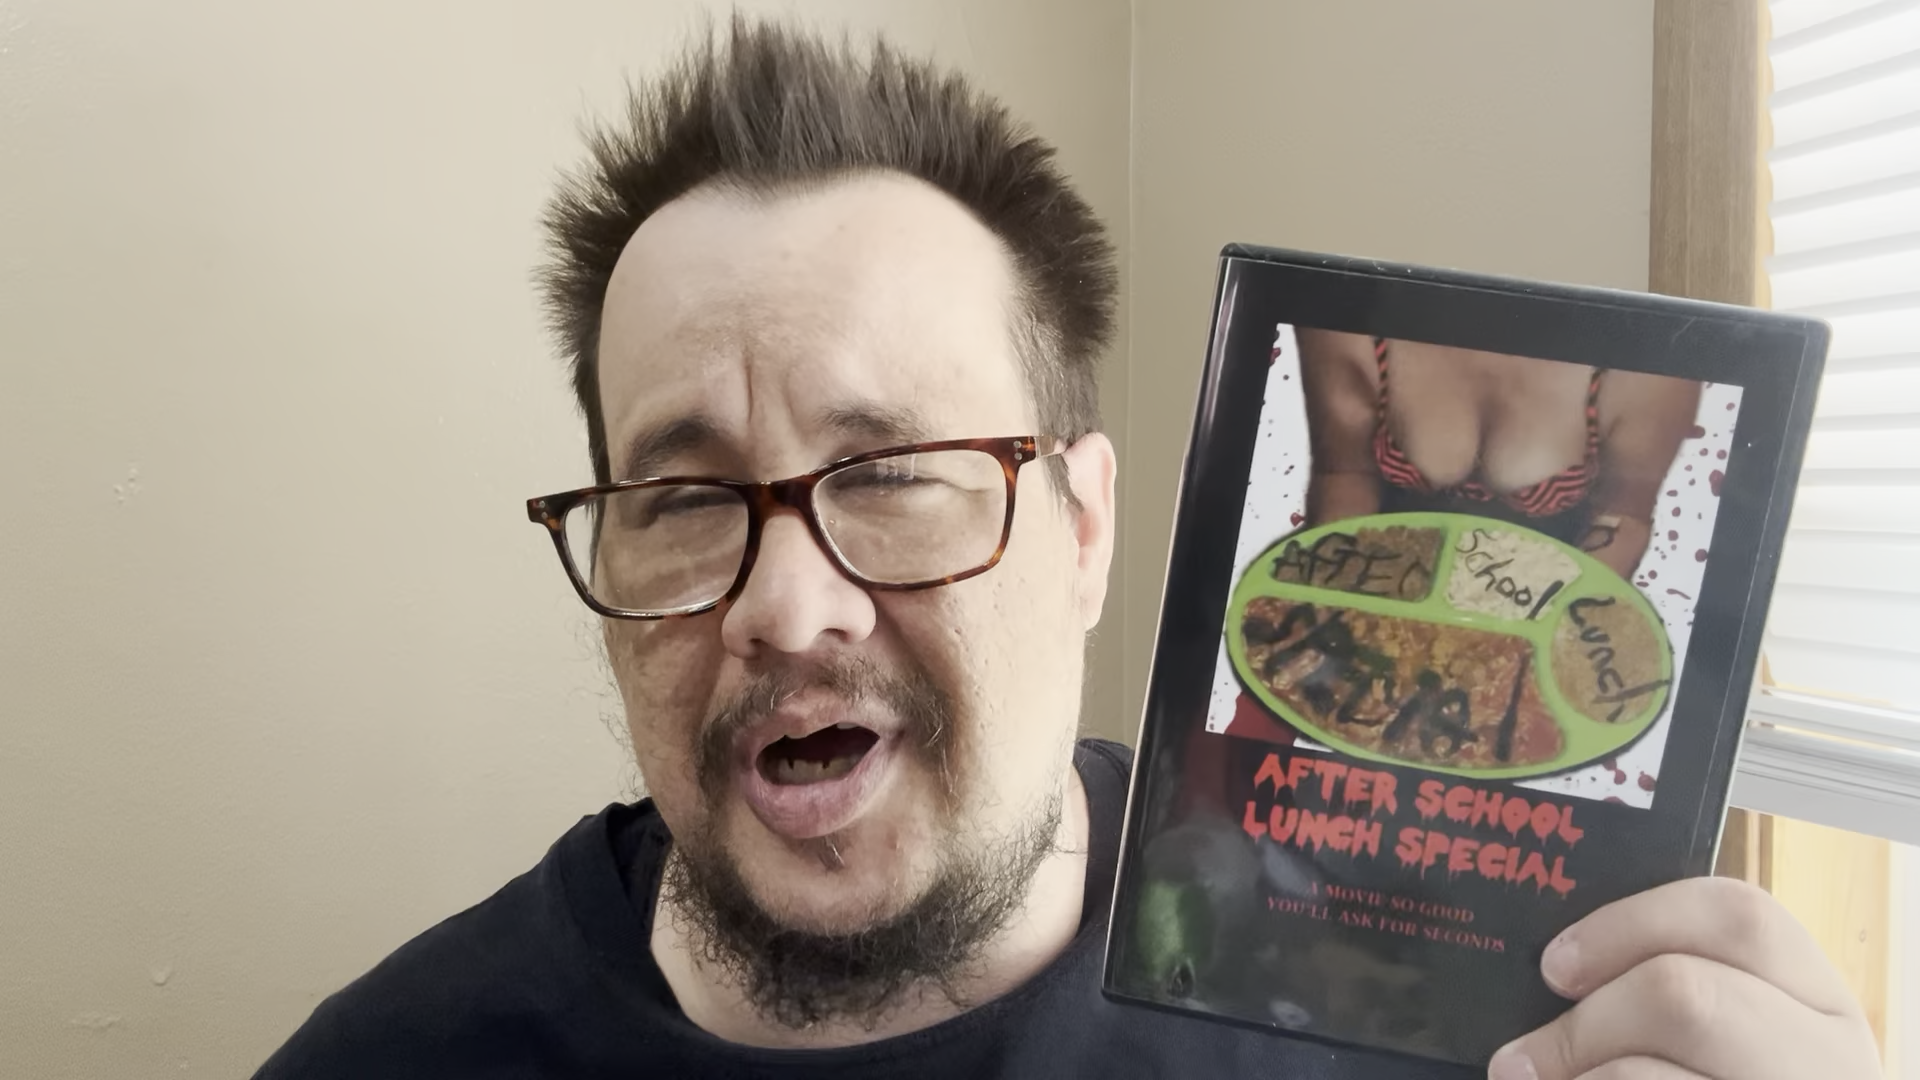 AFTEr
School
Lunch
SPEcial
AFTER SCHOOL
LUNCH SPECIAL
A MOVIE SO GOOD
YOU'LL ASK FOR SECONDS